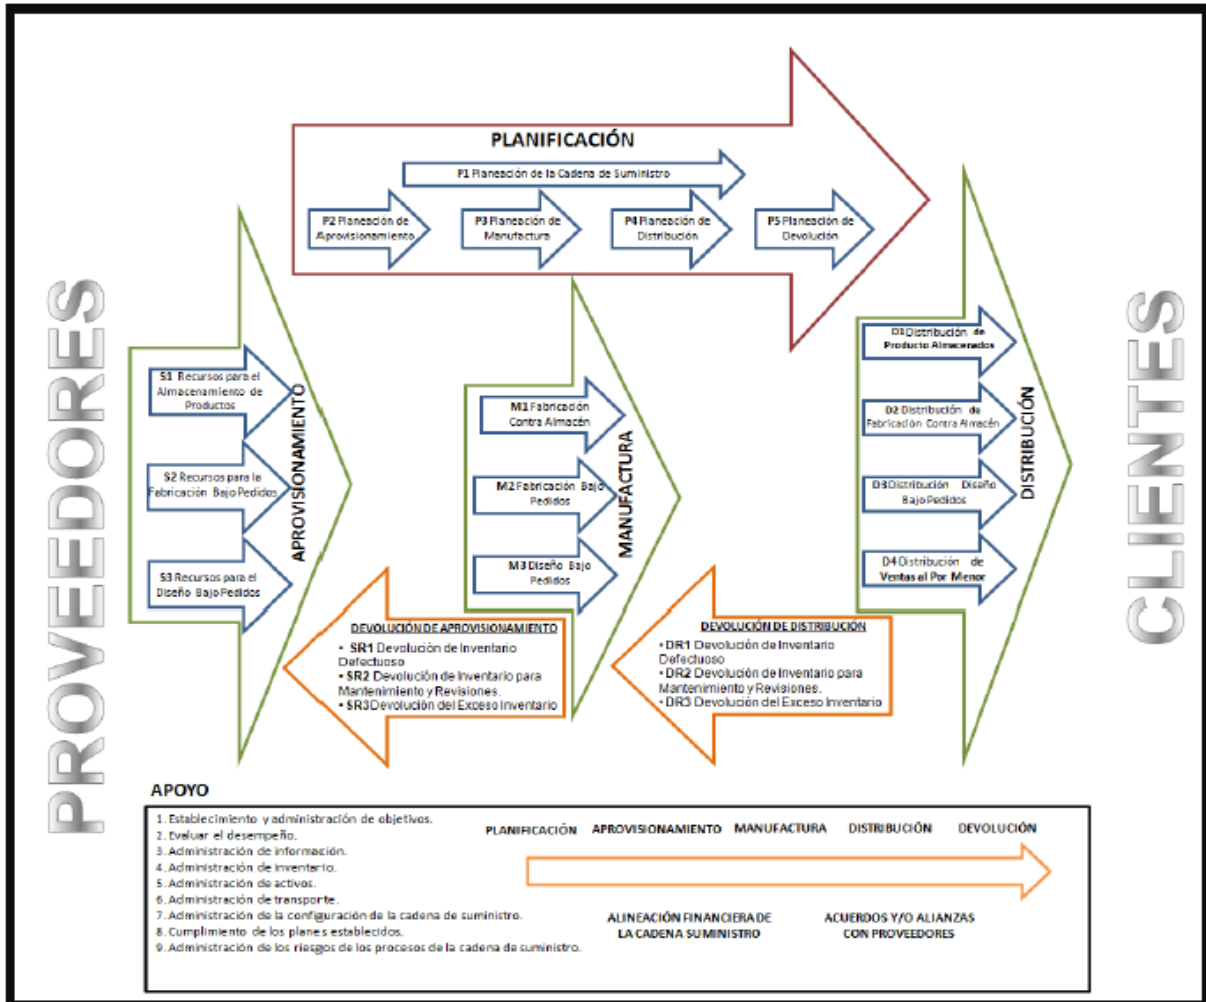 PLANIFICACIÓN
P1 Planeación de la Cadena de Suministro
P2 Planeación de
Aprovisionamiento
P3 Planeación de
Manufactura
P4 Planeación de
Distribución
P5 Planeación de
Devolución
PROVEEDORES
S1 Recursos para el
Almacenamiento de
Productos
S2 Recursos para la
Fabricación Bajo Pedidos
S3 Recursos para el
Diseño Bajo Pedidos
APROVISIONAMIENTO
M1 Fabricación
Contra Almacén
M2 Fabricación Bajo
Pedidos
M3 Diseño Bajo
Pedidos
MANUFACTURA
D1 Distribución de
Producto Almacenados
D2 Distribución de
Fabricación Contra Almacén
D3 Distribución Diseño
Bajo Pedidos
D4 Distribución de
Ventas al Por Menor
DISTRIBUCIÓN
CLIENTES
DEVOLUCIÓN DE APROVISIONAMIENTO
• SR1 Devolución de Inventario
Defectuoso
• SR2 Devolución de Inventario para
Mantenimiento y Revisiones.
• SR3 Devolución del Exceso Inventario
DEVOLUCIÓN DE DISTRIBUCIÓN
• DR1 Devolución de Inventario
Defectuoso
• DR2 Devolución de Inventario para
Mantenimiento y Revisiones.
• DR3 Devolución del Exceso Inventario
APOYO
1. Establecimiento y administración de objetivos.
2. Evaluar el desempeño.
3. Administración de información.
4. Administración de inventario.
5. Administración de activos.
6. Administración de transporte.
7. Administración de la configuración de la cadena de suministro.
8. Cumplimiento de los planes establecidos.
9. Administración de los riesgos de los procesos de la cadena de suministro.
PLANIFICACIÓN APROVISIONAMIENTO MANUFACTURA DISTRIBUCIÓN DEVOLUCIÓN
ALINEACIÓN FINANCIERA DE
LA CADENA SUMINISTRO
ACUERDOS Y/O ALIANZAS
CON PROVEEDORES